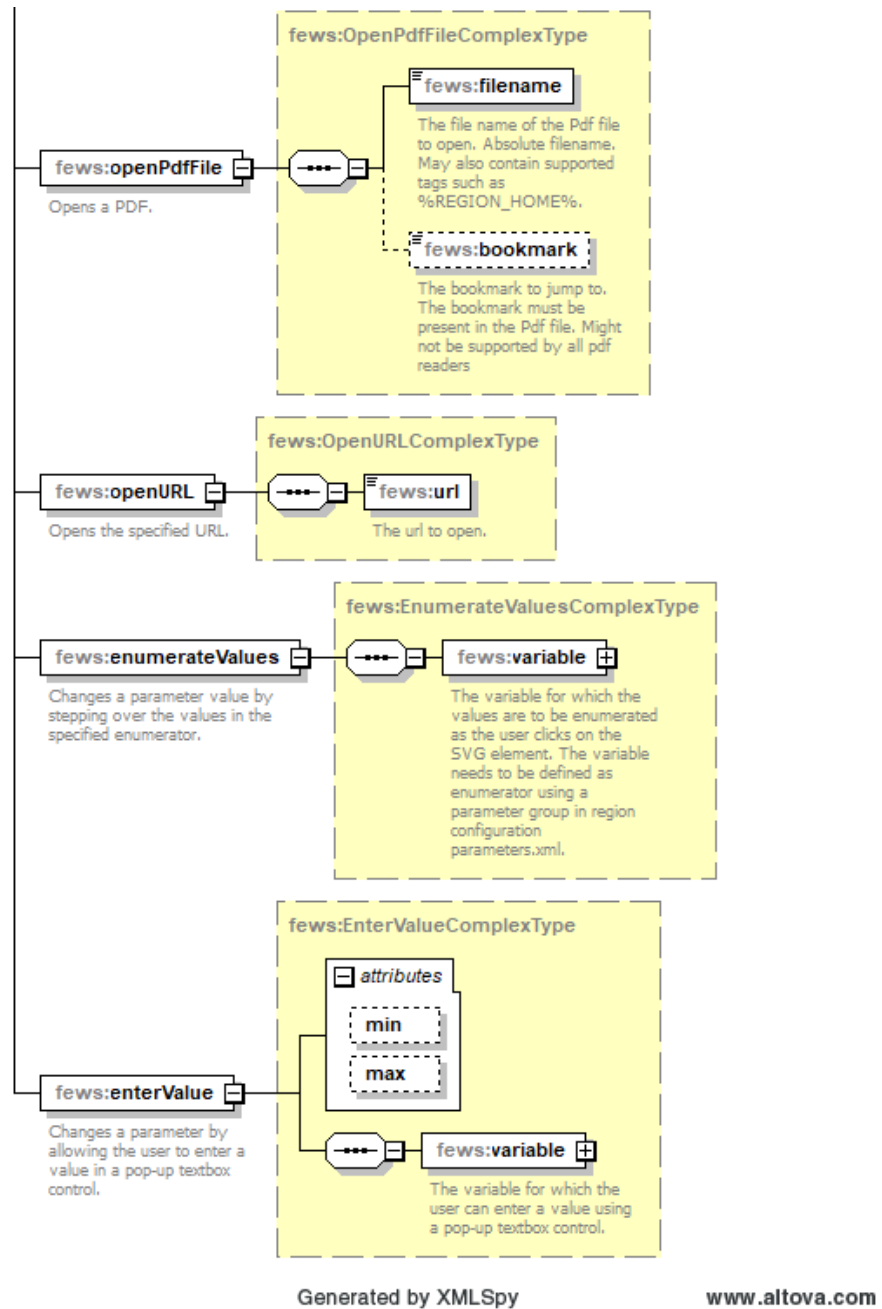 fews:OpenPdfFileComplexType
fews:filename
The file name of the Pdf file
to open. Absolute filename.
May also contain supported
tags such as
%REGION_HOME%.
fews:openPdfFile
Opens a PDF.
fews:bookmark
The bookmark to jump to.
The bookmark must be
present in the Pdf file. Might
not be supported by all pdf
readers
fews:OpenURLComplexType
fews:openURL
Opens the specified URL.
fews:url
The url to open.
fews:EnumerateValuesComplexType
fews:enumerateValues
Changes a parameter value by
stepping over the values in the
specified enumerator.
fews:variable
The variable for which the
values are to be enumerated
as the user clicks on the
SVG element. The variable
needs to be defined as
enumerator using a
parameter group in region
configuration
parameters.xml.
fews:EnterValueComplexType
attributes
min
max
fews:enterValue
Changes a parameter by
allowing the user to enter a
value in a pop-up textbox
control.
fews:variable
The variable for which the
user can enter a value using
a pop-up textbox control.
Generated by XMLSpy
www.altova.com